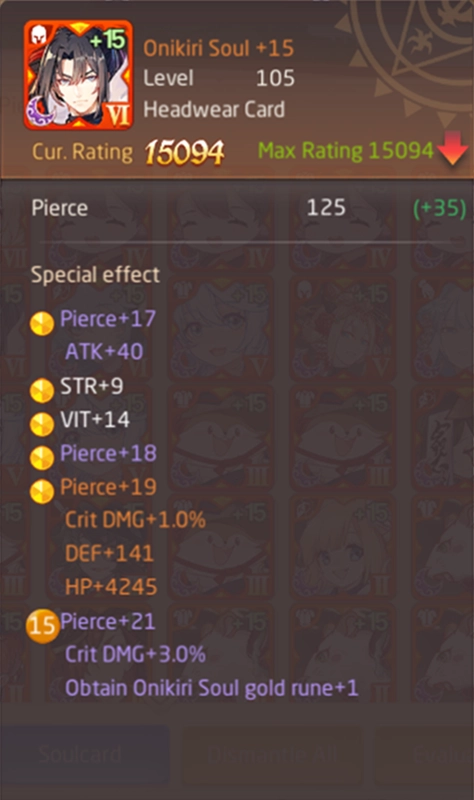 +15
VI
Onikiri Soul +15
Level 105
Headwear Card
Cur. Rating 15094 Max Rating 15094
Pierce 125 (+35)
Special effect
Pierce+17
ATK+40
STR+9
VIT+14
Pierce+18
Pierce+19
Crit DMG+1.0%
DEF+141
HP+4245
15 Pierce+21
Crit DMG+3.0%
Obtain Onikiri Soul gold rune+1
Soulcard Dismantle All